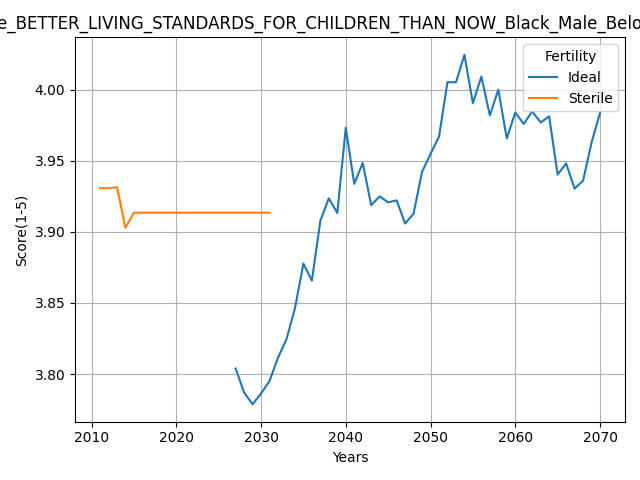 e_BETTER_LIVING_STANDARDS_FOR_CHILDREN_THAN_NOW_Black_Male_Belo
Fertility
Ideal
Sterile
4.00
3.95
3.90
3.85
3.80
Score(1-5)
2010 2020 2030 2040 2050 2060 2070
Years